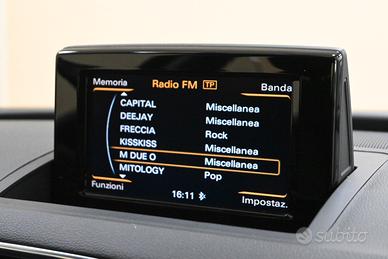 Memoria Radio FM TP Banda
CAPITAL Miscellanea
DEEJAY Miscellanea
FRECCIA Rock
KISSKISS Miscellanea
M DUE O Miscellanea
MITOLOGY Pop
Funzioni 16:11 Impostaz.
subito